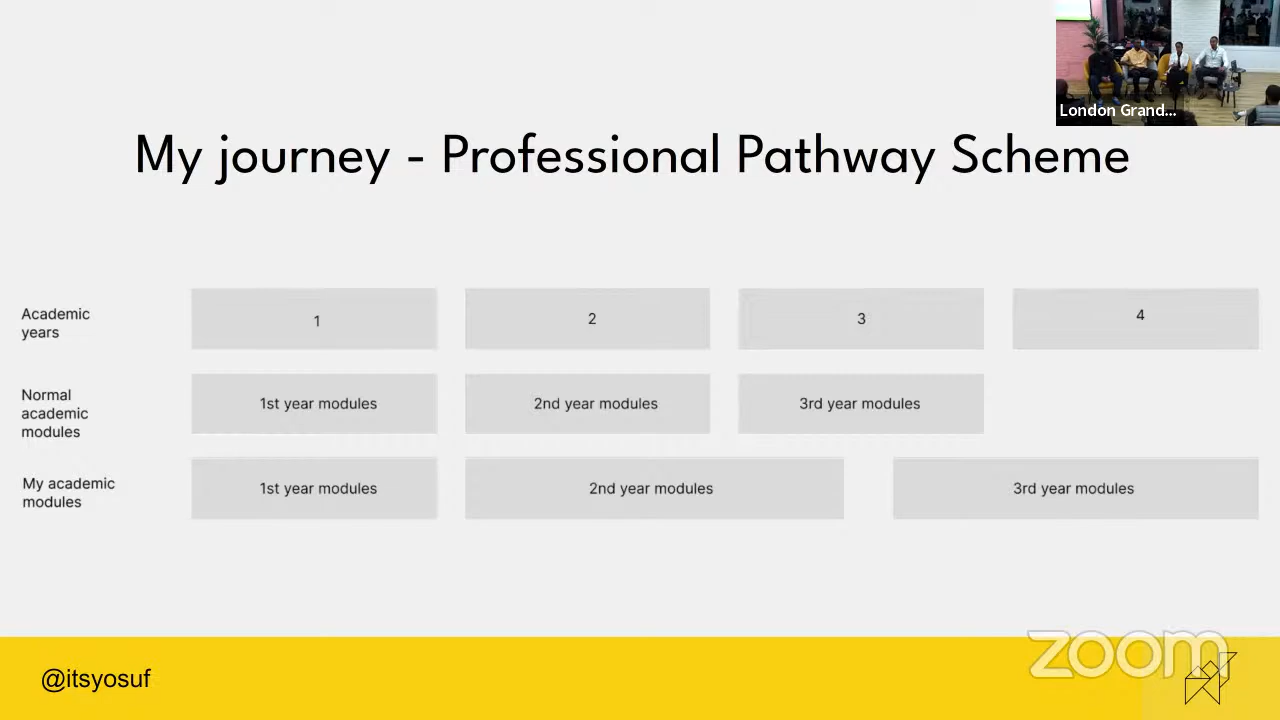 London Grand...
My journey - Professional Pathway Scheme
Academic
years
1
2
3
4
Normal
academic
modules
1st year modules
2nd year modules
3rd year modules
My academic
modules
1st year modules
2nd year modules
3rd year modules
@itsyosuf
zoom